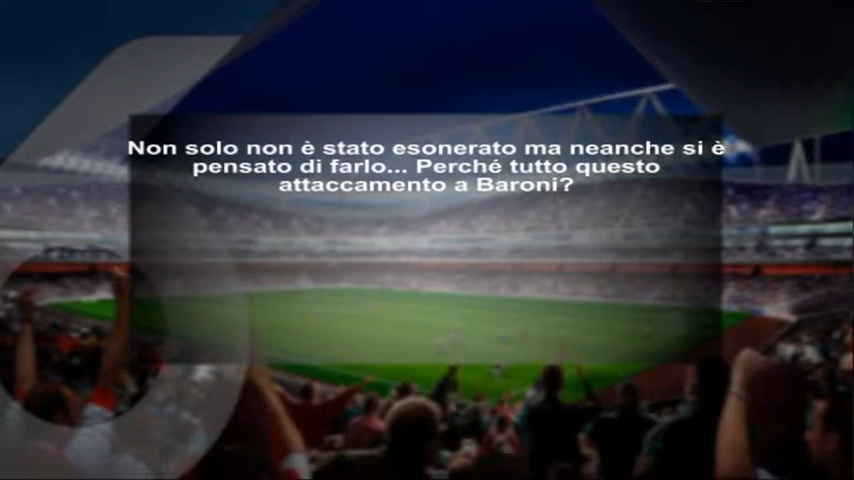 Non solo non è stato esonerato ma neanche si è
pensato di farlo... Perché tutto questo
attaccamento a Baroni?